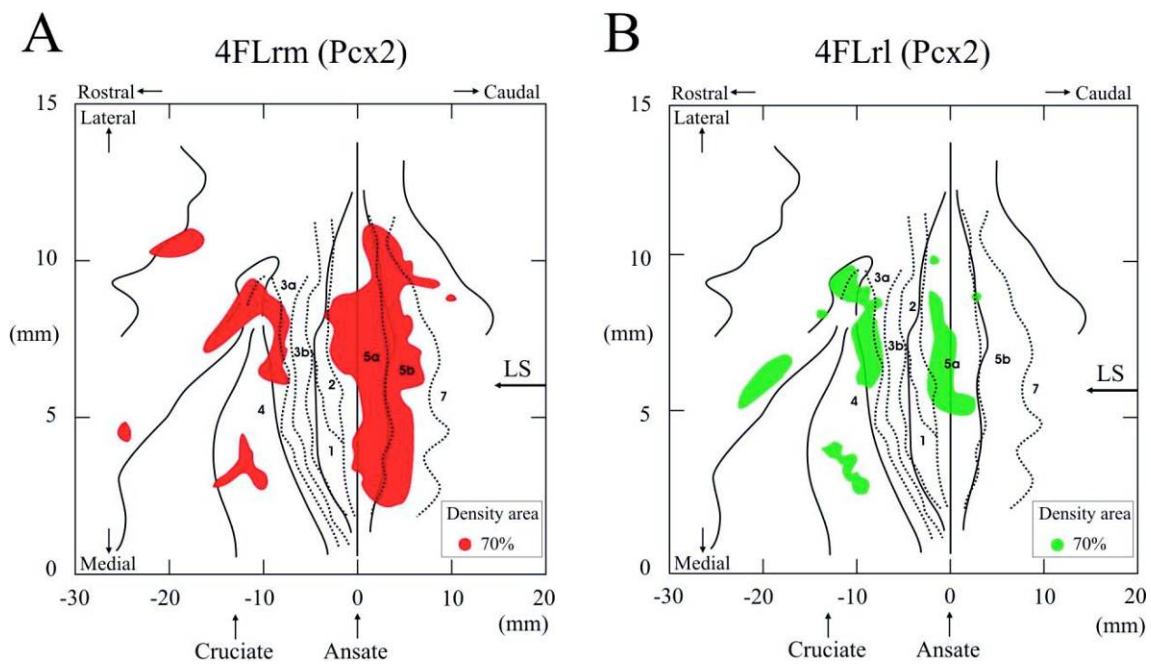 A
4FLrm (Pcx2)
Rostral
Caudal
15
Lateral
10
3a
3b
5a
5b
2
7
LS
(mm)
5
4
1
Density area
70%
Medial
0
-30 -20 -10 0 10 20
(mm)
Cruciate
Ansate
B
4FLrl (Pcx2)
Rostral
Caudal
15
Lateral
10
3a
2
3b
5a
5b
7
LS
(mm)
5
4
1
Density area
70%
Medial
0
-30 -20 -10 0 10 20
(mm)
Cruciate
Ansate